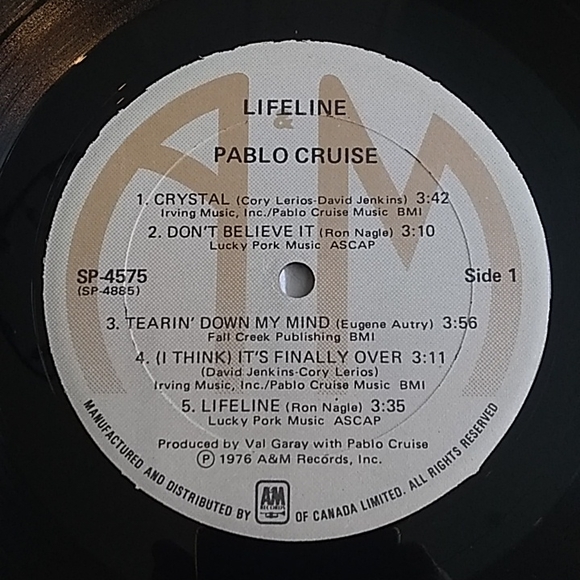 LIFELINE
&
PABLO CRUISE
1. CRYSTAL (Cory Lerios-David Jenkins) 3:42
Irving Music, Inc./Pablo Cruise Music BMI
2. DON'T BELIEVE IT (Ron Nagle) 3:10
Lucky Pork Music ASCAP
SP-4575
(SP-4885)
Side 1
3. TEARIN' DOWN MY MIND (Eugene Autry) 3:56
Fall Creek Publishing BMI
4. (I THINK) IT'S FINALLY OVER 3:11
(David Jenkins-Cory Lerios)
Irving Music, Inc./Pablo Cruise Music BMI
5. LIFELINE (Ron Nagle) 3:35
Lucky Pork Music ASCAP
Produced by Val Garay with Pablo Cruise
Ⓟ 1976 A&M Records, Inc.
MANUFACTURED AND DISTRIBUTED BY A&M RECORDS OF CANADA LIMITED. ALL RIGHTS RESERVED